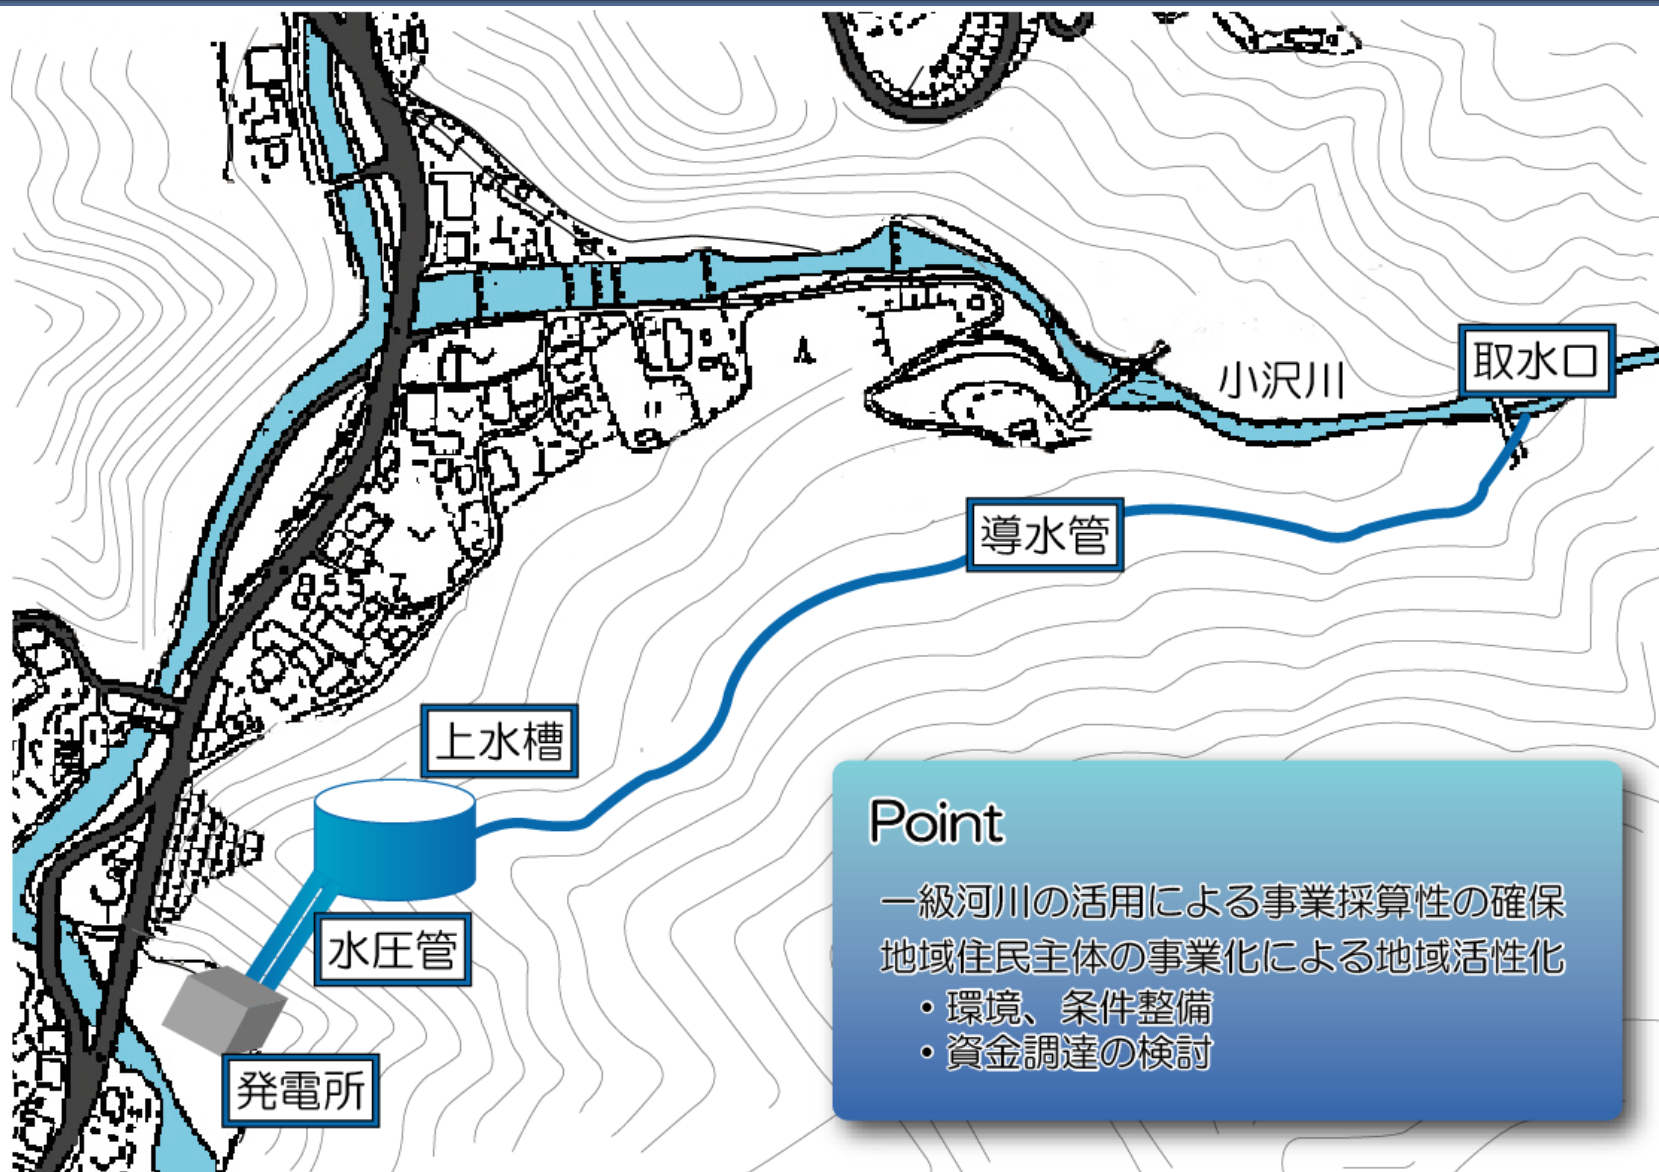 小沢川
取水口
導水管
855.7
上水槽
水圧管
発電所
Point
一級河川の活用による事業採算性の確保
地域住民主体の事業化による地域活性化
・環境、条件整備
・資金調達の検討